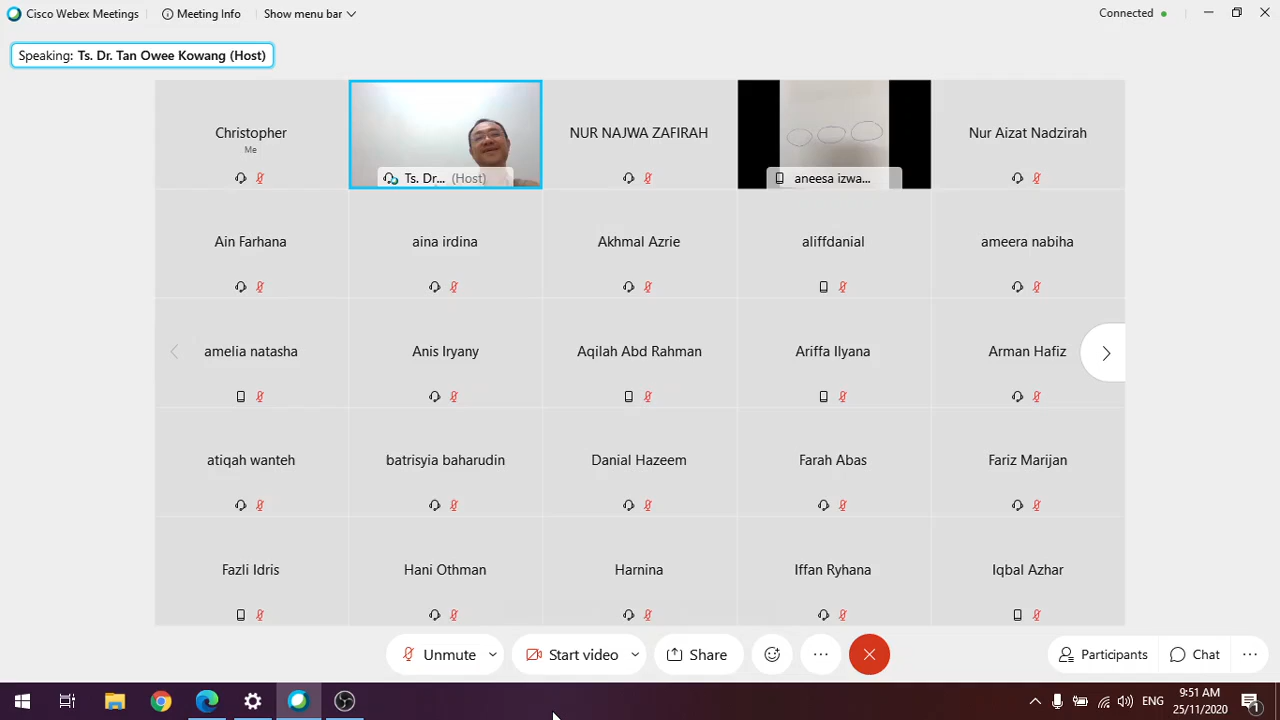 Cisco Webex Meetings
Meeting Info
Show menu bar
Connected
Speaking: Ts. Dr. Tan Owee Kowang (Host)
Christopher
Me
Ts. Dr... (Host)
NUR NAJWA ZAFIRAH
aneesa izwa...
Nur Aizat Nadzirah
Ain Farhana
aina irdina
Akhmal Azrie
aliffdanial
ameera nabiha
amelia natasha
Anis Iryany
Aqilah Abd Rahman
Ariffa Ilyana
Arman Hafiz
atiqah wanteh
batrisyia baharudin
Danial Hazeem
Farah Abas
Fariz Marijan
Fazli Idris
Hani Othman
Harnina
Iffan Ryhana
Iqbal Azhar
Unmute
Start video
Share
Participants
Chat
ENG
9:51 AM
25/11/2020
1